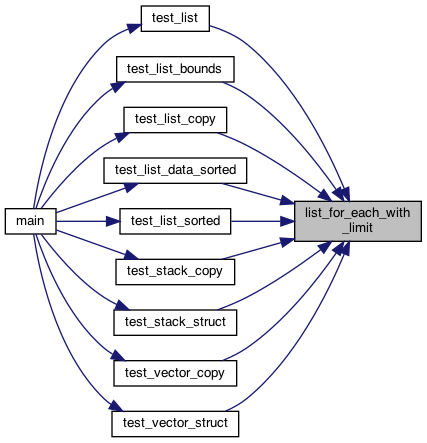 test_list
test_list_bounds
test_list_copy
test_list_data_sorted
main
test_list_sorted
list_for_each_with
_limit
test_stack_copy
test_stack_struct
test_vector_copy
test_vector_struct